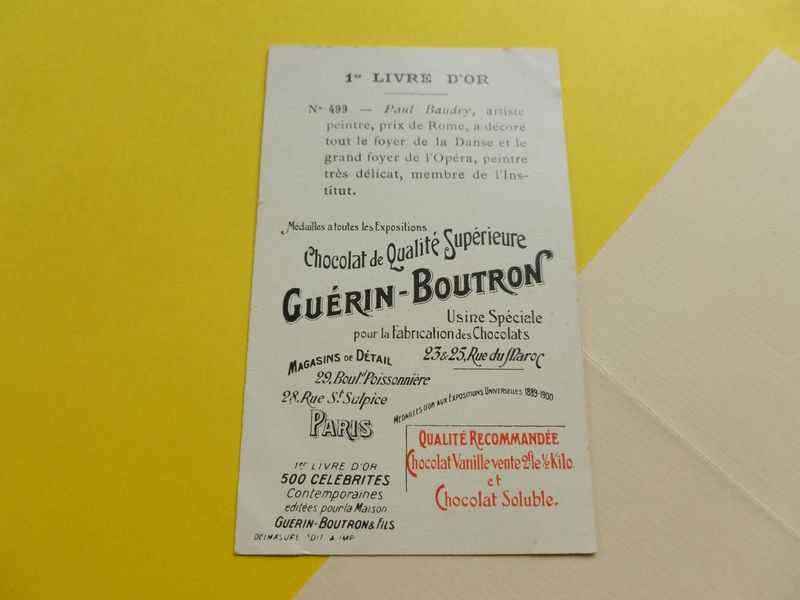 1er LIVRE D'OR
N° 499 — Paul Baudry, artiste
peintre, prix de Rome, a décoré
tout le foyer de la Danse et le
grand foyer de l'Opéra, peintre
très délicat, membre de l'Ins-
titut.
Médailles à toutes les Expositions
Chocolat de Qualité Supérieure
GUÉRIN-BOUTRON
Usine Spéciale
pour la Fabrication des Chocolats
23 & 25, Rue du Maroc
MAGASINS DE DÉTAIL
29, Boul.d Poissonnière
28, Rue St Sulpice
PARIS
MÉDAILLES D'OR AUX EXPOSITIONS UNIVERSELLES 1889-1900
QUALITÉ RECOMMANDÉE
Chocolat Vanille vente 2f le ½ Kilo
et
Chocolat Soluble.
1er LIVRE D'OR
500 CELEBRITES
Contemporaines
editées pour la Maison
GUÉRIN-BOUTRON & FILS
& IMP